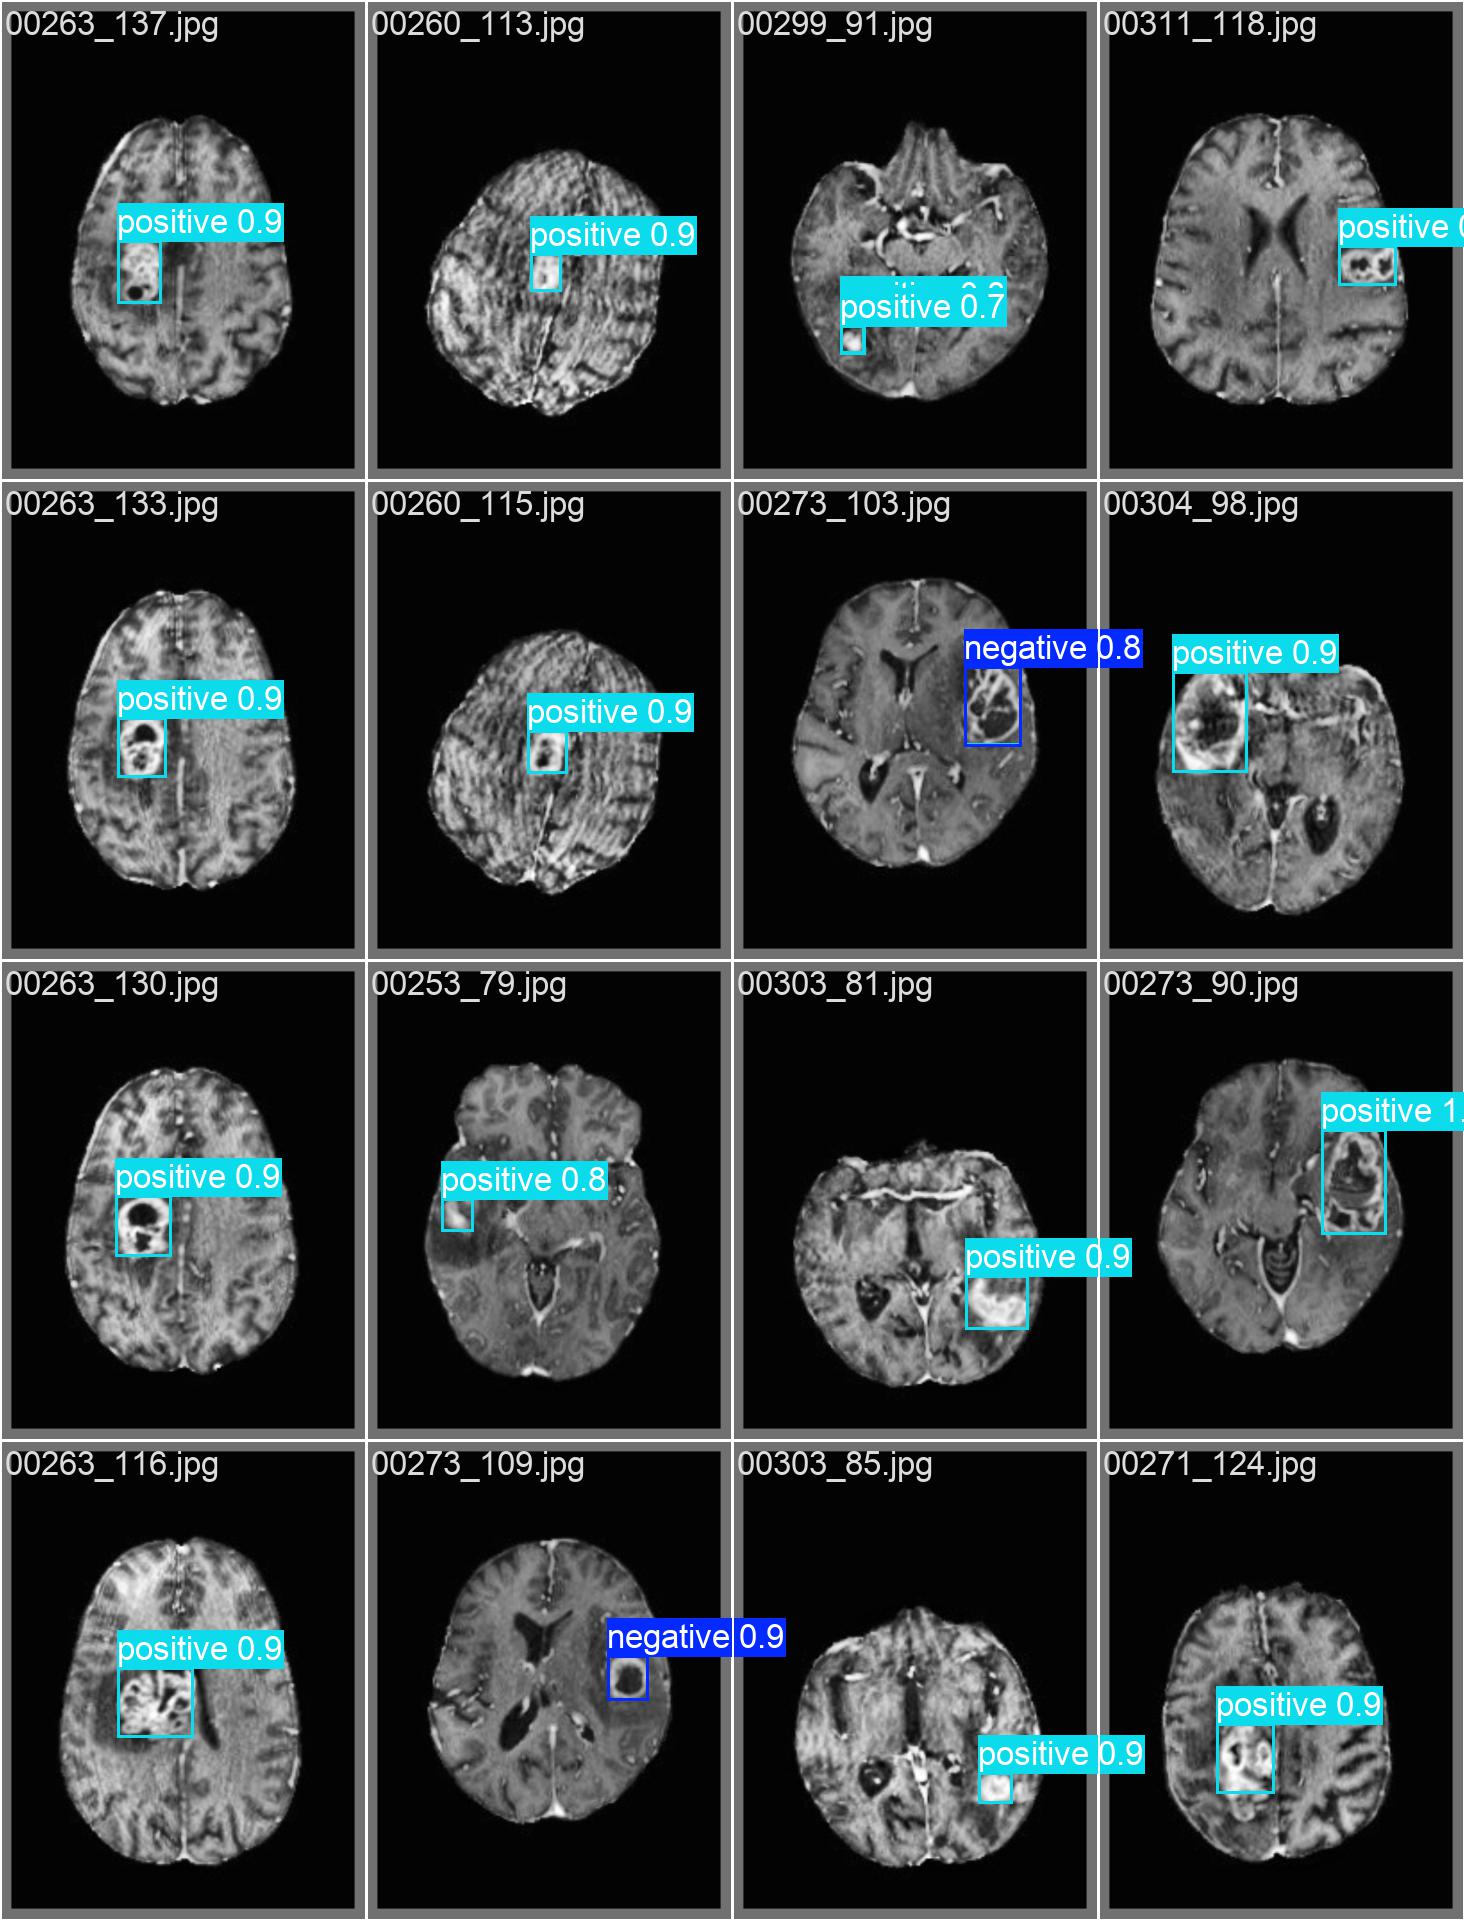 00263_137.jpg
00260_113.jpg
00299_91.jpg
00311_118.jpg
positive 0.9
positive 0.9
positive 0.7
positive
00263_133.jpg
00260_115.jpg
00273_103.jpg
00304_98.jpg
positive 0.9
positive 0.9
negative 0.8
positive 0.9
00263_130.jpg
00253_79.jpg
00303_81.jpg
00273_90.jpg
positive 0.9
positive 0.8
positive 0.9
positive 1.
00263_116.jpg
00273_109.jpg
00303_85.jpg
00271_124.jpg
positive 0.9
negative 0.9
positive 0.9
positive 0.9